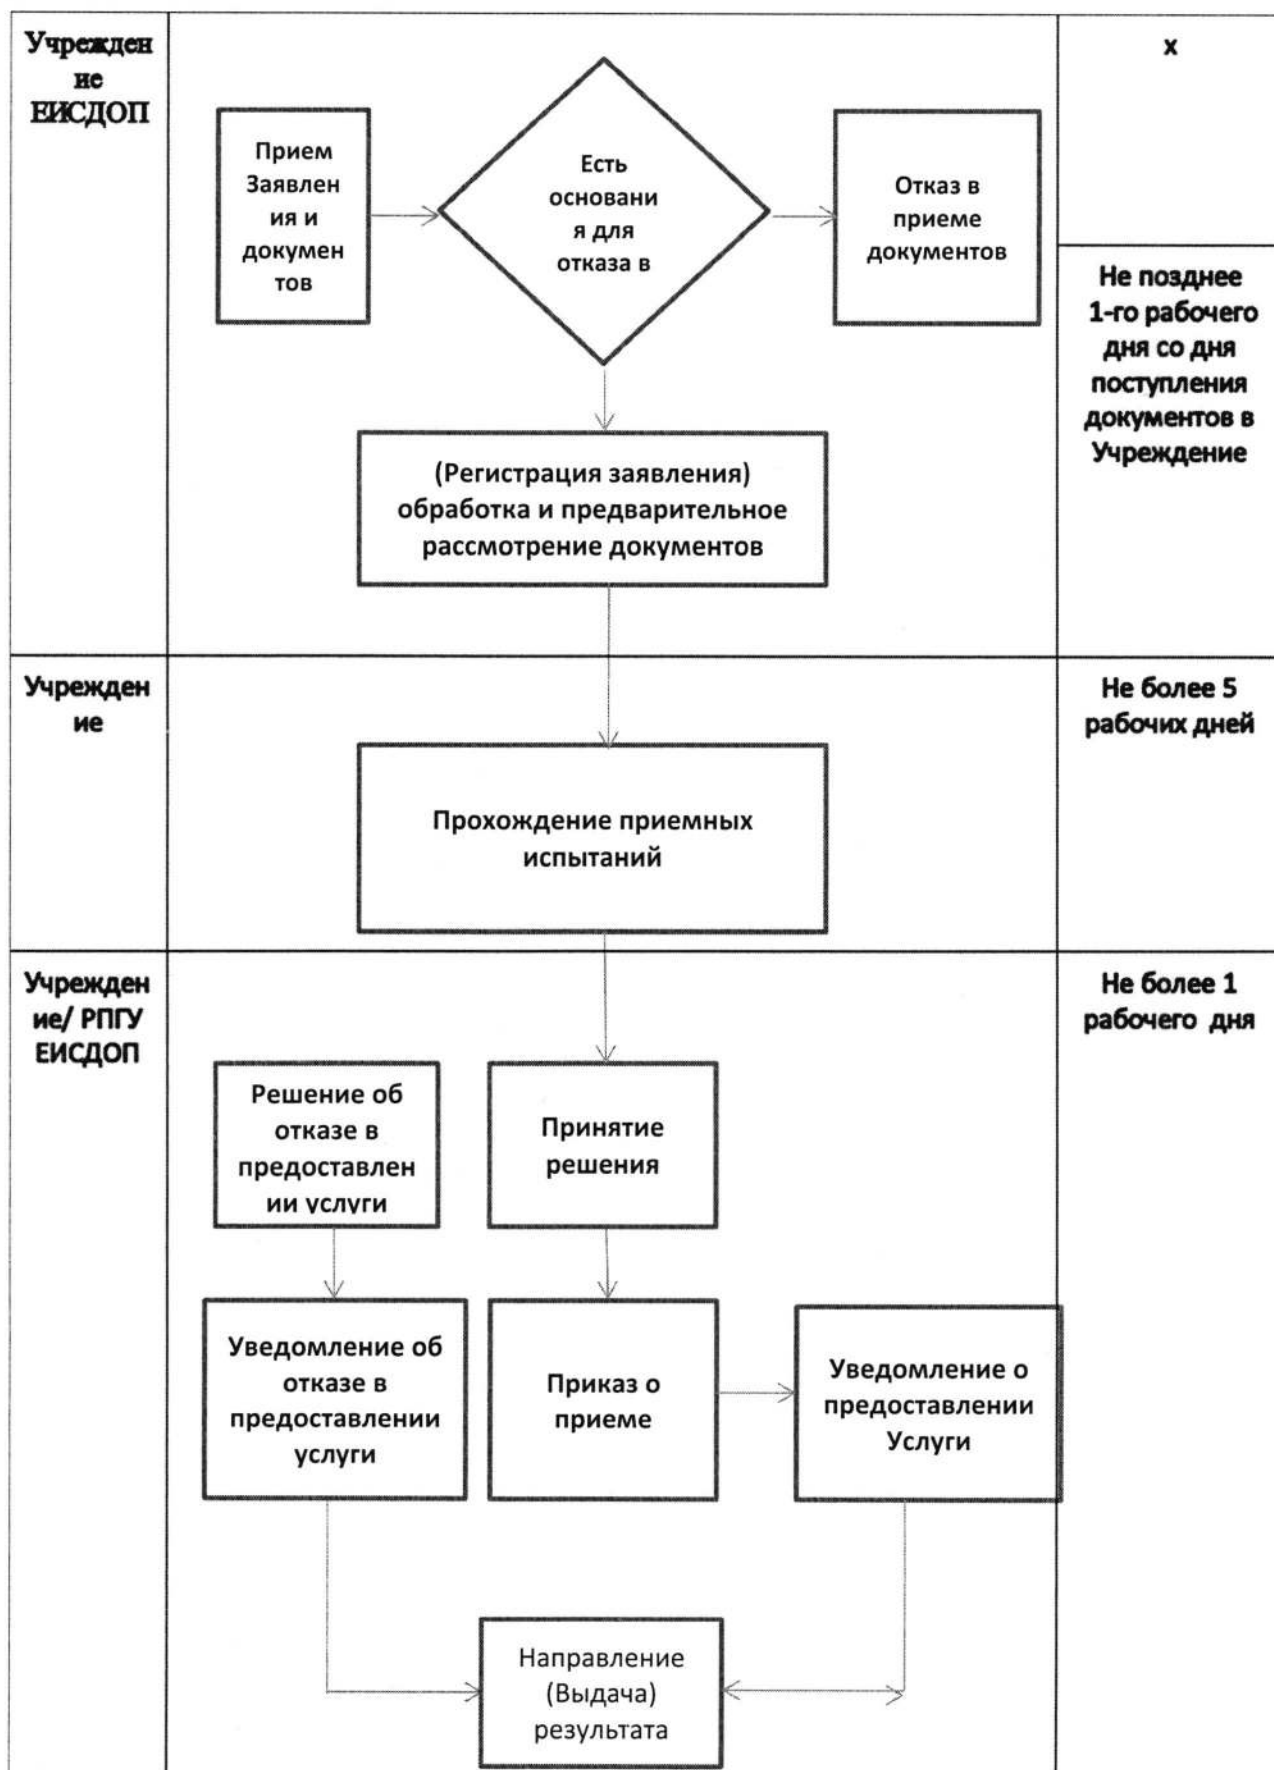 Учрежден
ие
ЕИСДОП
Прием
Заявлен
ия и
докумен
тов
Есть
основани
я для
отказа в
Отказ в
приеме
документов
х
Не позднее
1-го рабочего
дня со дня
поступления
документов в
Учреждение
(Регистрация заявления)
обработка и предварительное
рассмотрение документов
Учрежден
ие
Прохождение приемных
испытаний
Не более 5
рабочих дней
Учрежден
ие/ РПГУ
ЕИСДОП
Решение об
отказе в
предоставлен
ии услуги
Принятие
решения
Не более 1
рабочего дня
Уведомление об
отказе в
предоставлении
услуги
Приказ о
приеме
Уведомление о
предоставлении
Услуги
Направление
(Выдача)
результата